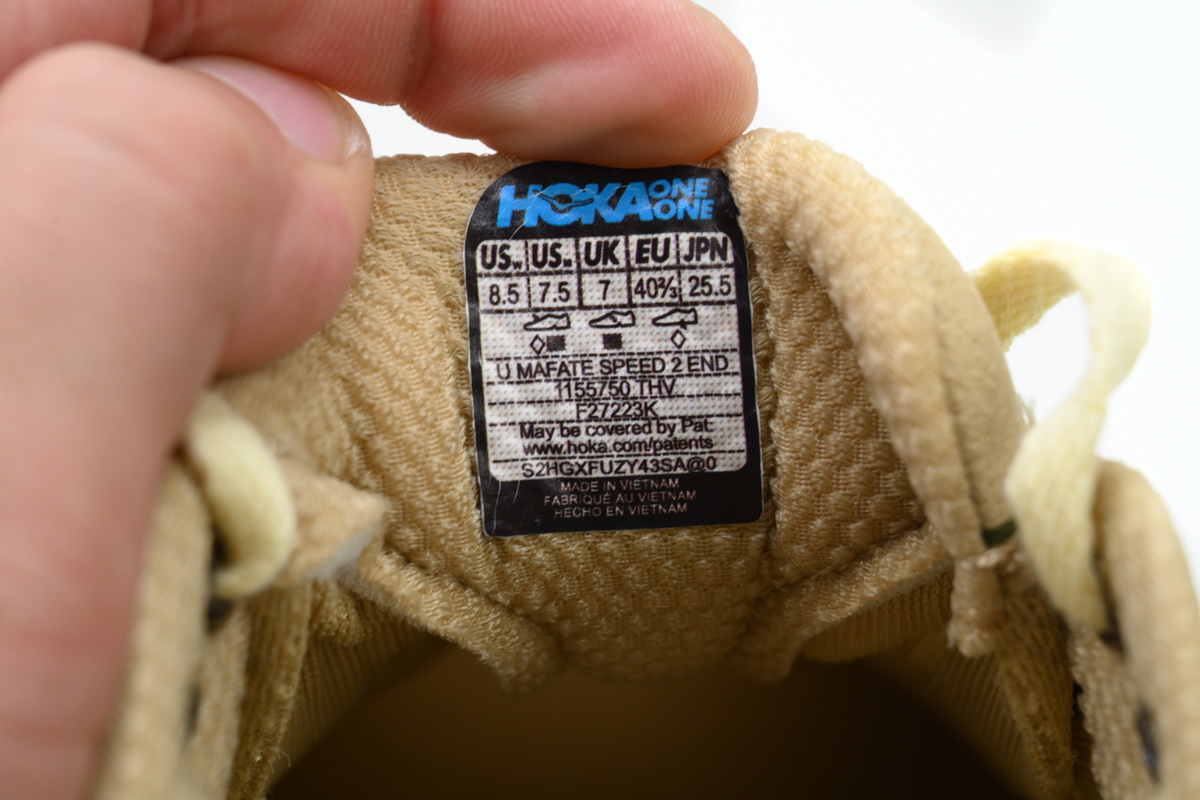 HOKA ONE ONE
US w US m UK EU JPN
8.5 7.5 7 40⅔ 25.5
U MAFATE SPEED 2 END
1155750 THV
F27223K
May be covered by Pat:
www.hoka.com/patents
S2HGXFUZY43SA@0
MADE IN VIETNAM
FABRIQUÉ AU VIETNAM
HECHO EN VIETNAM